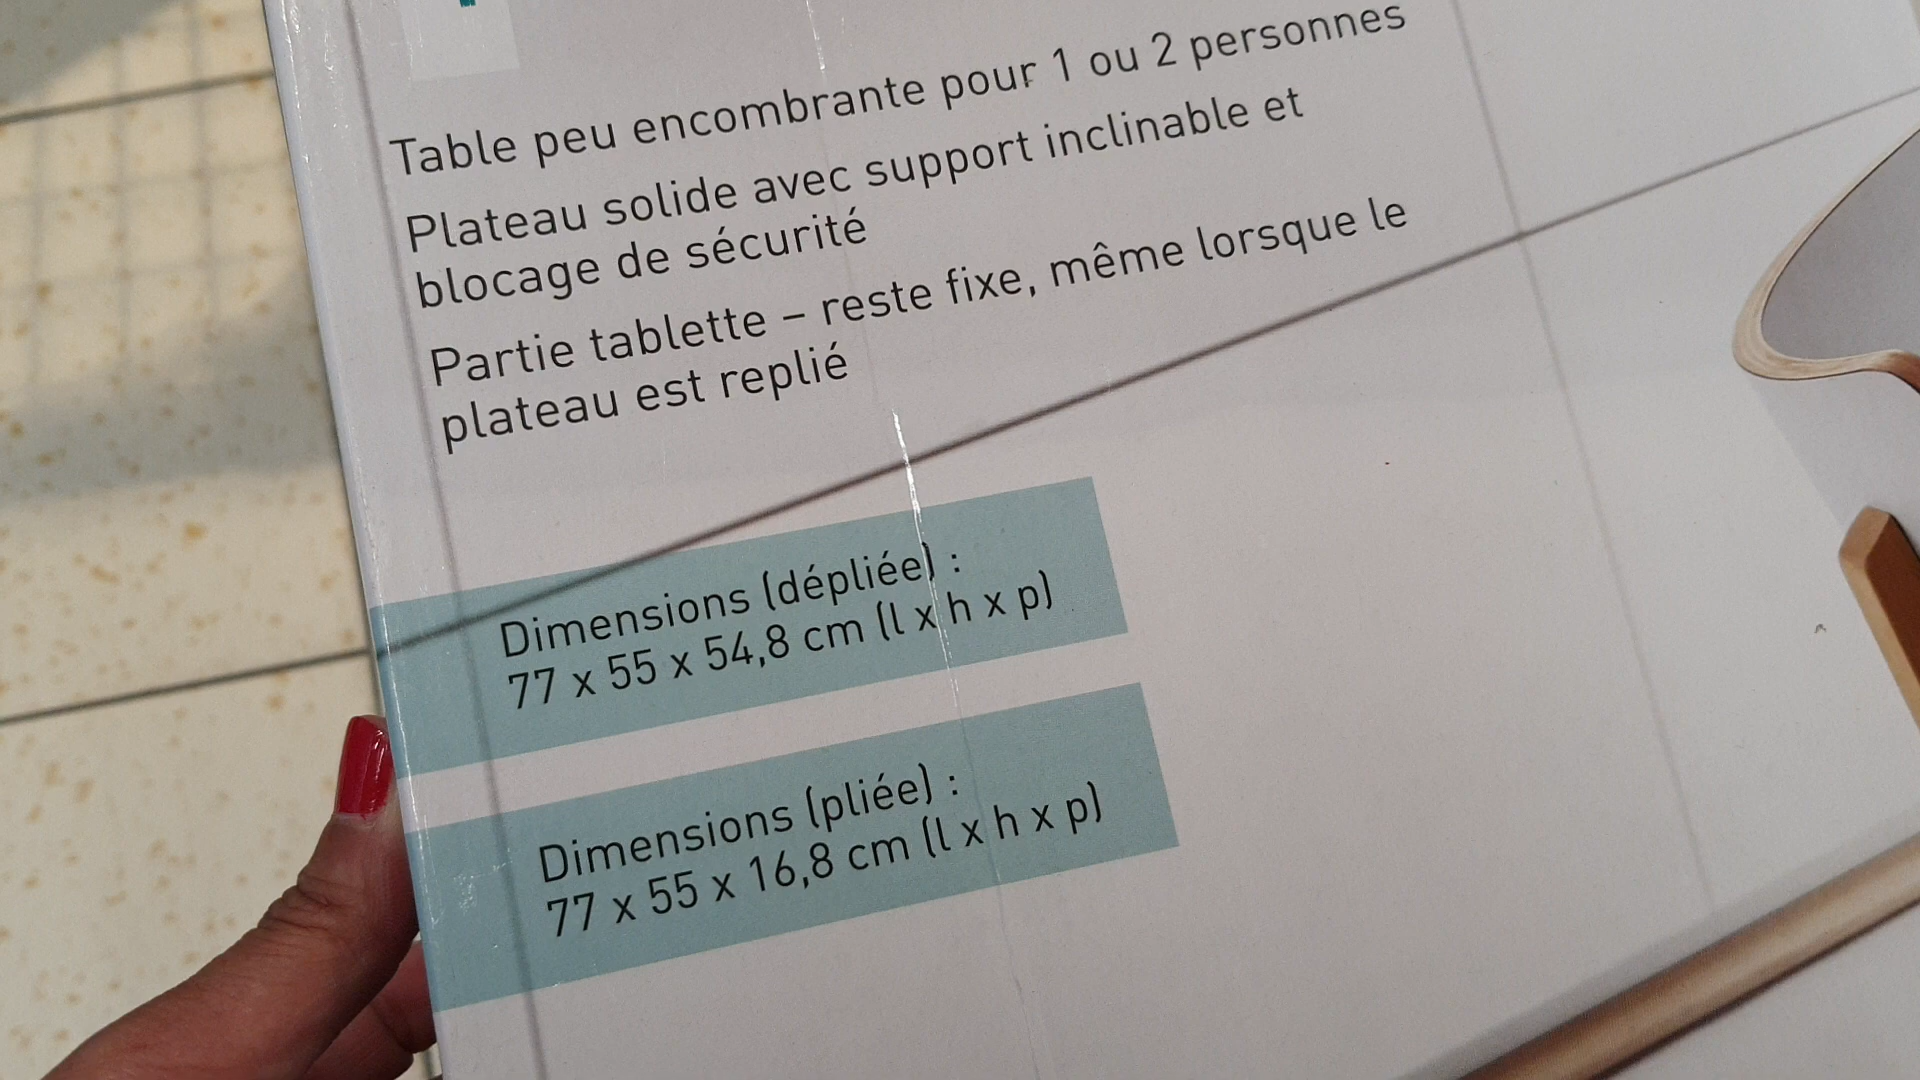 Table peu encombrante pour 1 ou 2 personnes
Plateau solide avec support inclinable et
blocage de sécurité
Partie tablette – reste fixe, même lorsque le
plateau est replié
Dimensions (dépliée) :
77 x 55 x 54,8 cm (l x h x p)
Dimensions (pliée) :
77 x 55 x 16,8 cm (l x h x p)